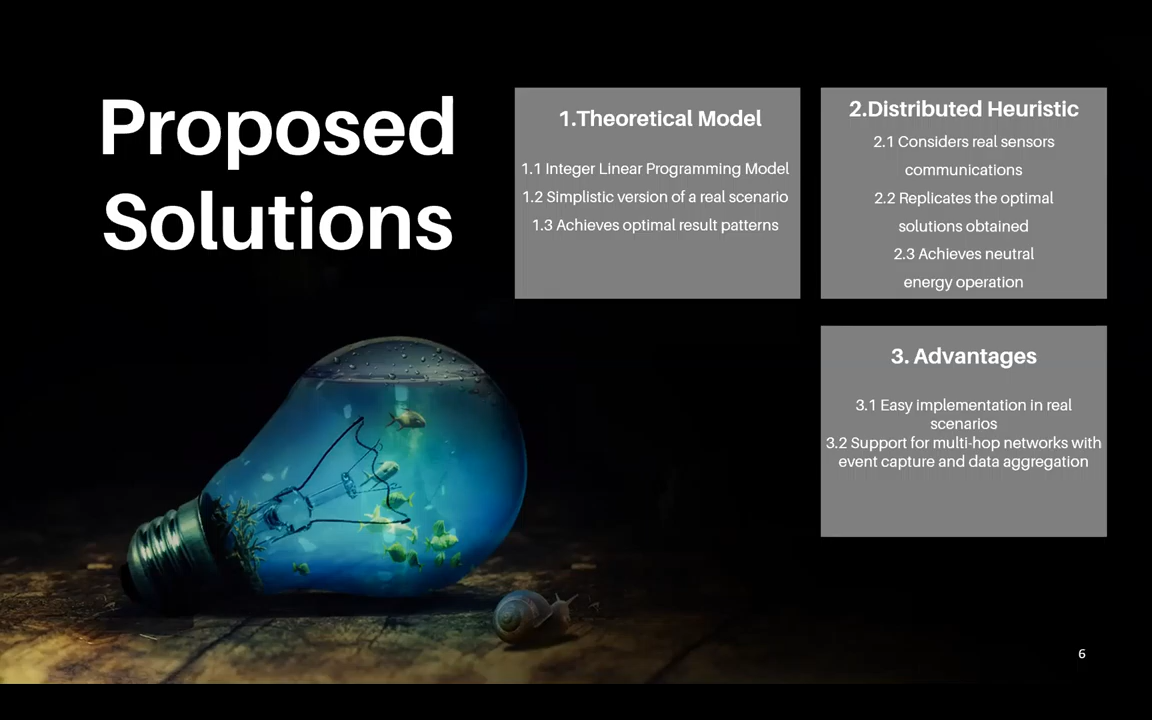 Proposed
Solutions
1.Theoretical Model
1.1 Integer Linear Programming Model
1.2 Simplistic version of a real scenario
1.3 Achieves optimal result patterns
2.Distributed Heuristic
2.1 Considers real sensors
communications
2.2 Replicates the optimal
solutions obtained
2.3 Achieves neutral
energy operation
3. Advantages
3.1 Easy implementation in real
scenarios
3.2 Support for multi-hop networks with
event capture and data aggregation
6